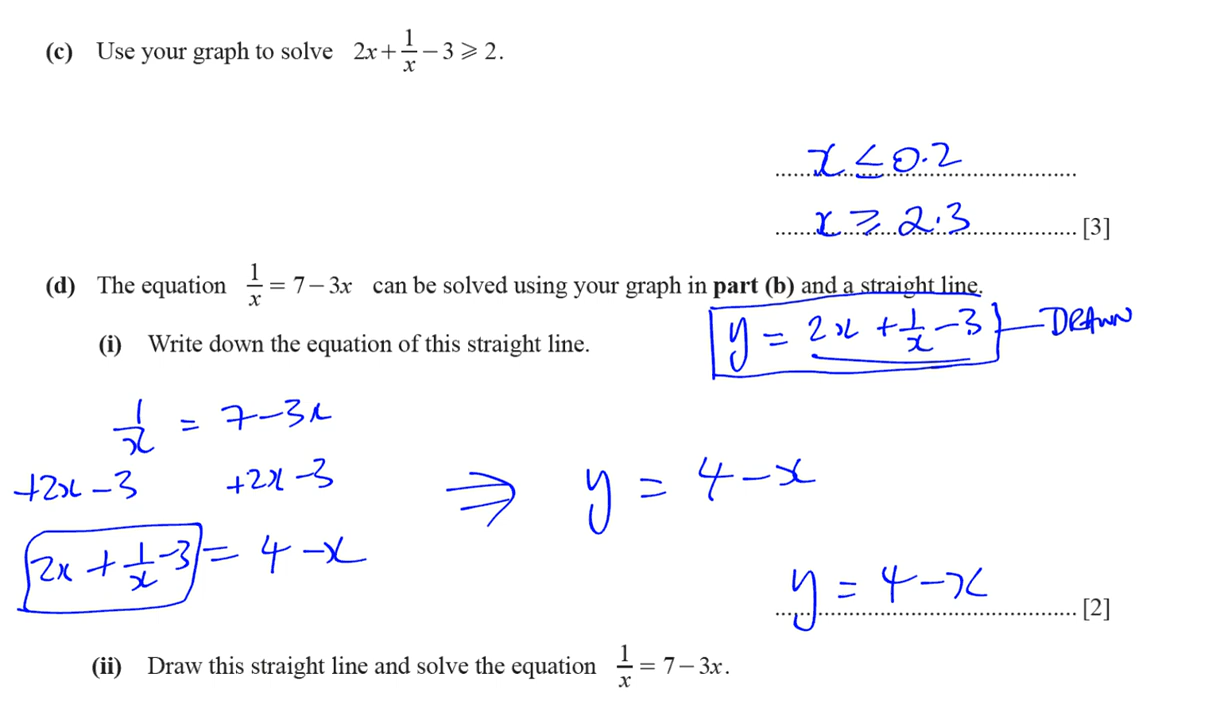 (c) Use your graph to solve 2x + 1/x − 3 ⩾ 2.
x ≤ 0.2
x ⩾ 2.3 [3]
(d) The equation 1/x = 7 − 3x can be solved using your graph in part (b) and a straight line.
(i) Write down the equation of this straight line.
y = 2x + 1/x − 3 } DRAWN
1/x = 7 − 3x
+2x − 3 +2x − 3
⇒ y = 4 − x
2x + 1/x − 3 = 4 − x
y = 4 − x [2]
(ii) Draw this straight line and solve the equation 1/x = 7 − 3x.